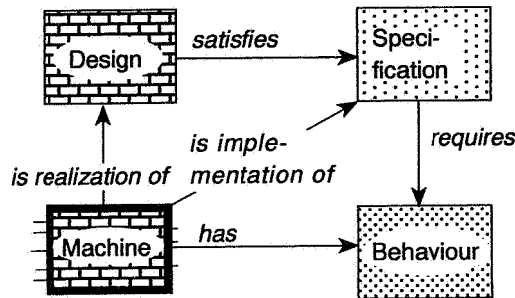 Design
satisfies
Speci-
fication
is realization of
is imple-
mentation of
requires
Machine
has
Behaviour